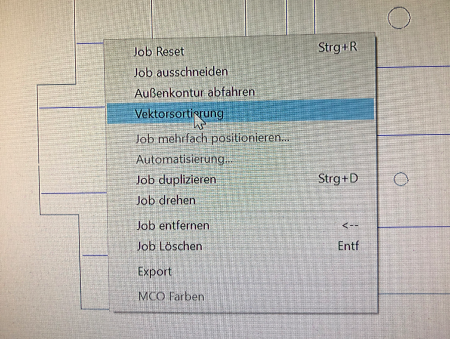 Job Reset Strg+R
Job ausschneiden
Außenkontur abfahren
Vektorsortierung
Job mehrfach positionieren...
Automatisierung...
Job duplizieren Strg+D
Job drehen
Job entfernen <--
Job Löschen Entf
Export
MCO Farben